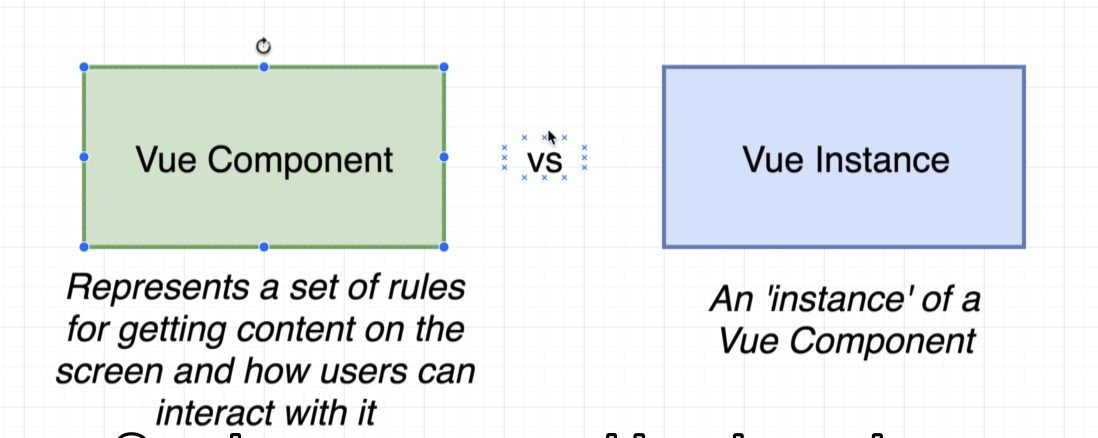 Vue Component
vs
Vue Instance
Represents a set of rules
for getting content on the
screen and how users can
interact with it
An 'instance' of a
Vue Component